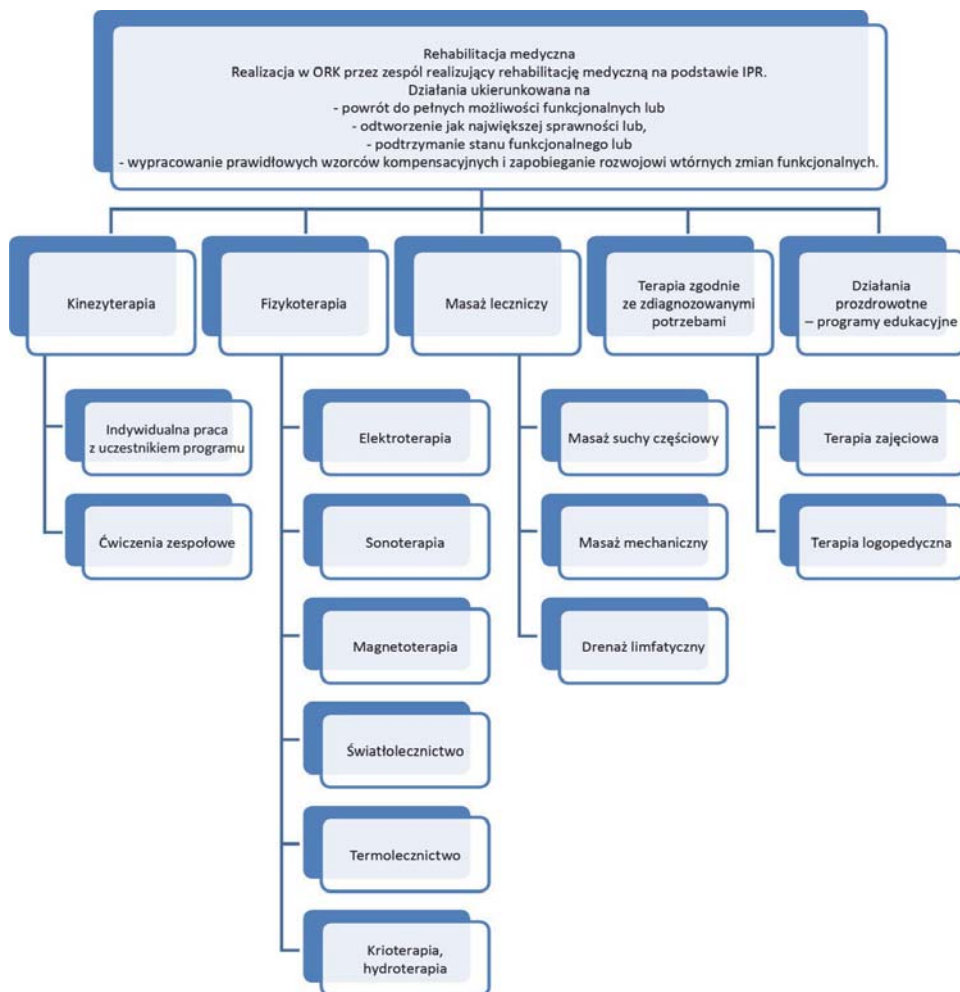 Rehabilitacja medyczna
Realizacja w ORK przez zespól realizujący rehabilitację medyczną na podstawie IPR.
Działania ukierunkowana na
- powrót do pełnych możliwości funkcjonalnych lub
- odtworzenie jak największej sprawności lub,
- podtrzymanie stanu funkcjonalnego lub
- wypracowanie prawidłowych wzorców kompensacyjnych i zapobieganie rozwojowi wtórnych zmian funkcjonalnych.
Kinezyterapia
Indywidualna praca
z uczestnikiem programu
Ćwiczenia zespołowe
Fizykoterapia
Elektroterapia
Sonoterapia
Magnetoterapia
Światłolecznictwo
Termolecznictwo
Krioterapia,
hydroterapia
Masaż leczniczy
Masaż suchy częściowy
Masaż mechaniczny
Drenaż limfatyczny
Terapia zgodnie
ze zdiagnozowanymi
potrzebami
Terapia zajęciowa
Terapia logopedyczna
Działania
prozdrowotne
– programy edukacyjne